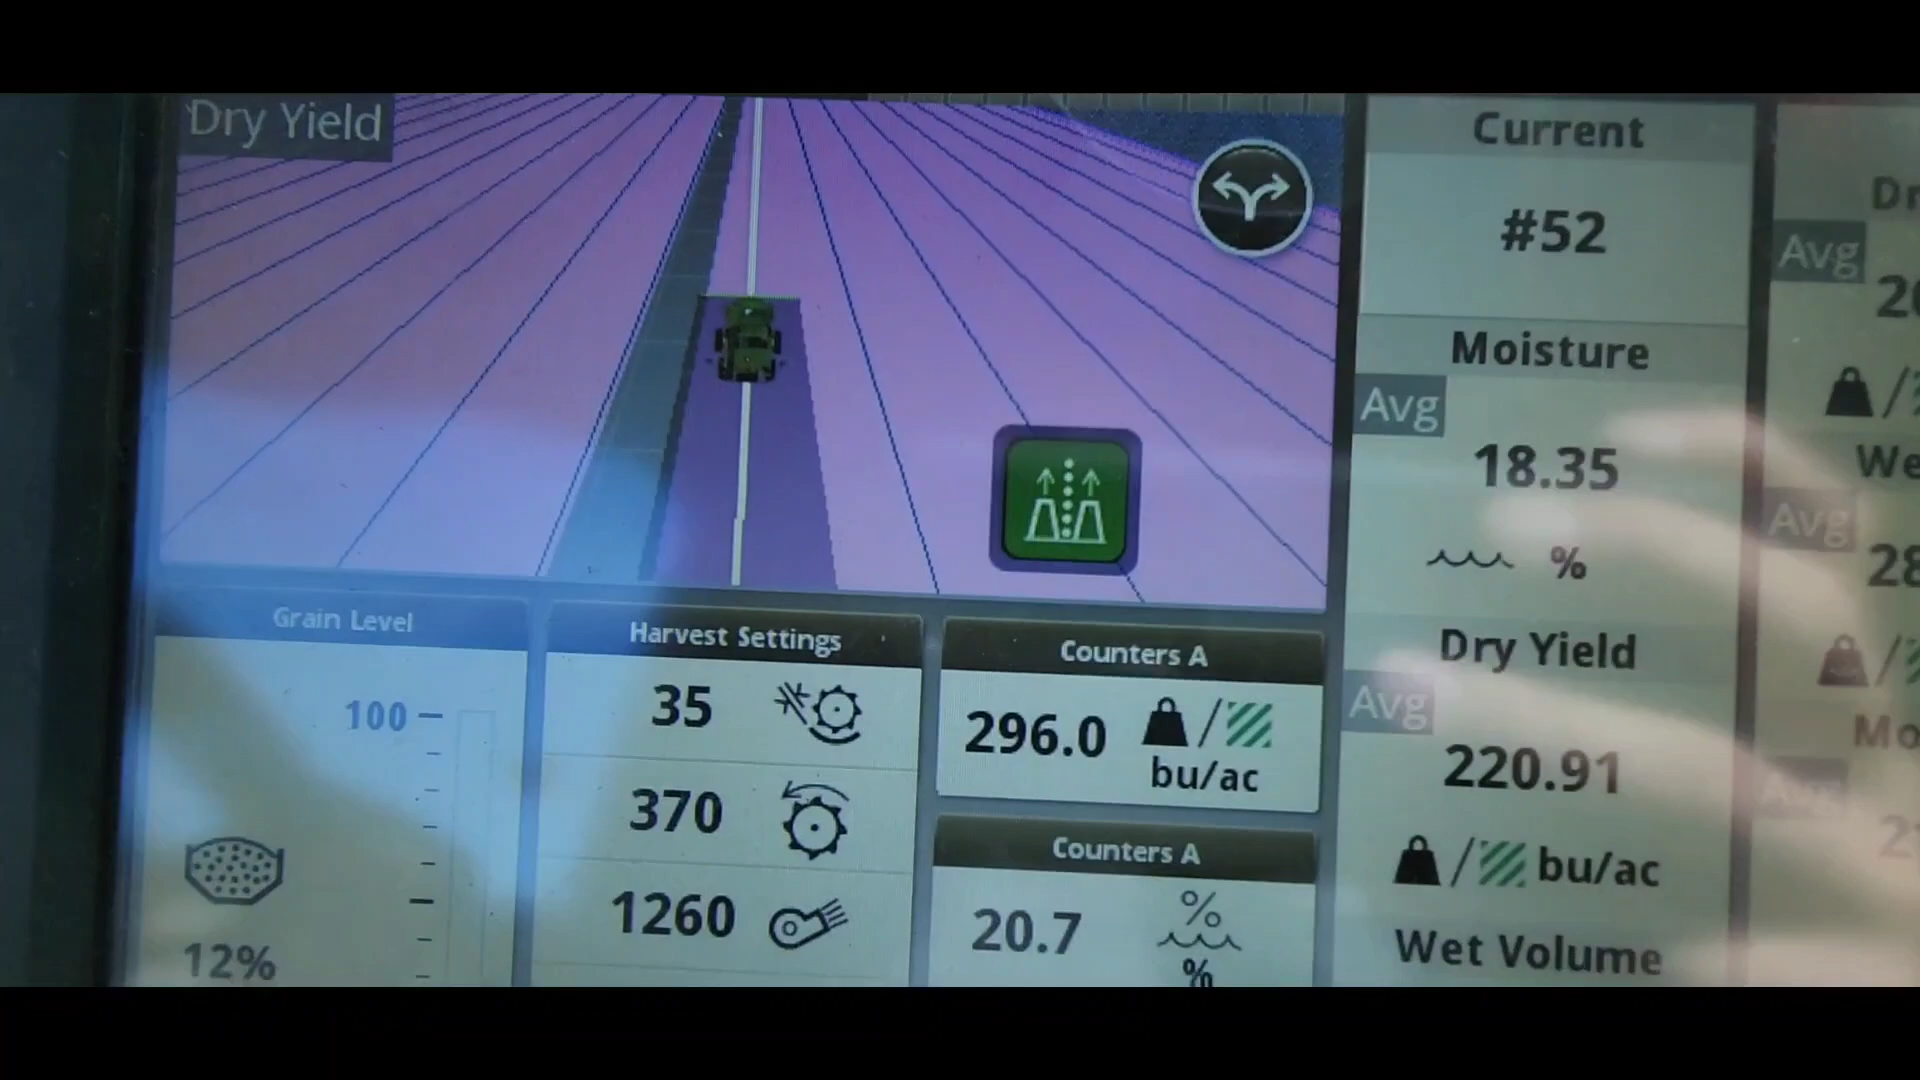 Dry Yield
Grain Level
100
12%
Harvest Settings
35
370
1260
Counters A
296.0
/
bu/ac
Counters A
20.7
%
%
Current
#52
Moisture
Avg
18.35
%
Dry Yield
Avg
220.91
/ bu/ac
Wet Volume
Avg
/
Avg
/